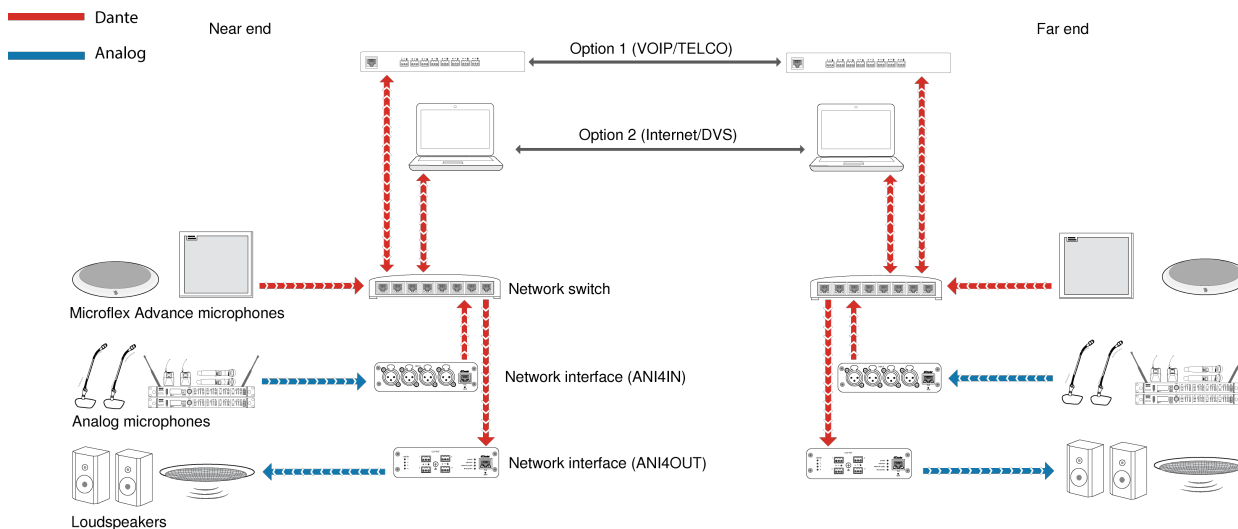 Dante
Near end
Far end
Analog
Option 1 (VOIP/TELCO)
Option 2 (Internet/DVS)
Network switch
Microflex Advance microphones
Network interface (ANI4IN)
Analog microphones
Network interface (ANI4OUT)
Loudspeakers